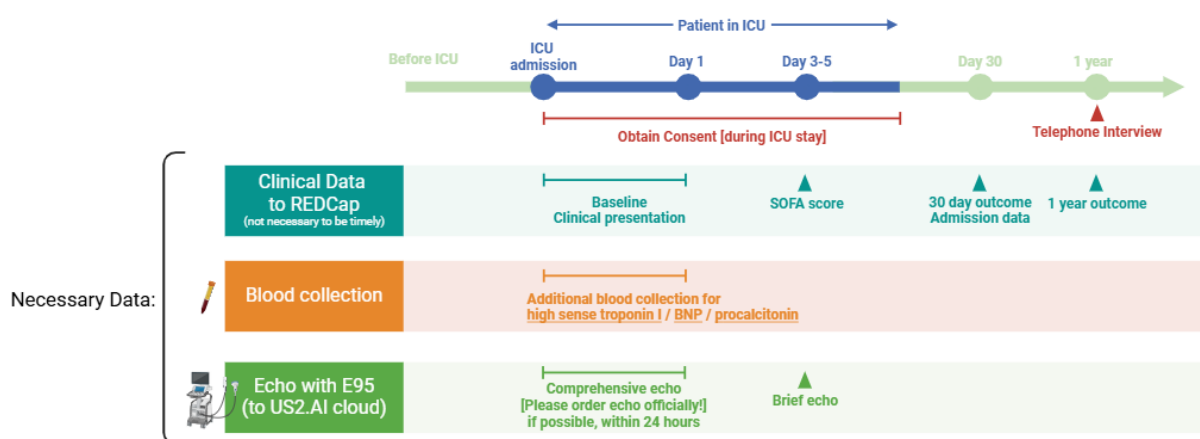 Patient in ICU
Before ICU
ICU
admission
Day 1
Day 3-5
Day 30
1 year
Obtain Consent [during ICU stay]
Telephone Interview
Necessary Data:
Clinical Data
to REDCap
(not necessary to be timely)
Baseline
Clinical presentation
SOFA score
30 day outcome
Admission data
1 year outcome
Blood collection
Additional blood collection for
high sense troponin I / BNP / procalcitonin
Echo with E95
(to US2.AI cloud)
Comprehensive echo
[Please order echo officially!]
if possible, within 24 hours
Brief echo